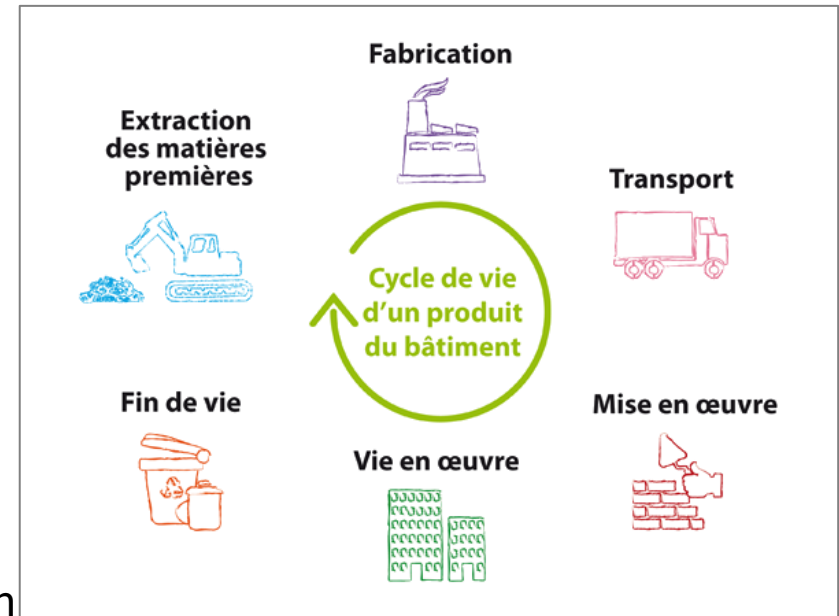 Fabrication
Extraction
des matières
premières
Transport
Cycle de vie
d'un produit
du bâtiment
Fin de vie
Mise en œuvre
Vie en œuvre
n